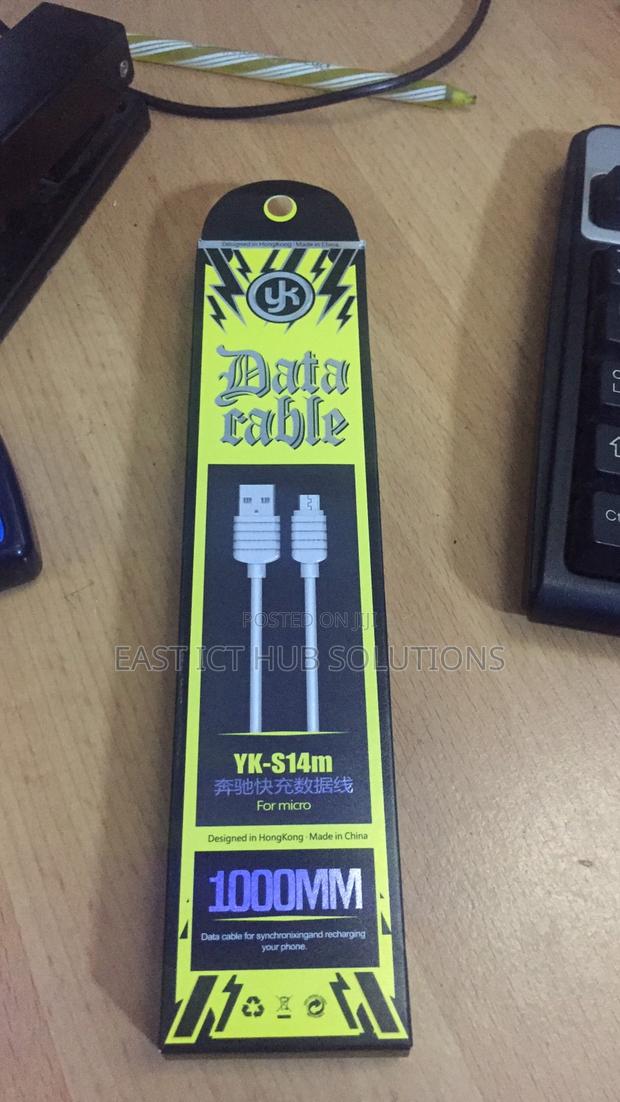 Designed in HongKong · Made in China
yk
Data
cable
POSTED ON JIJI
EAST ICT HUB SOLUTIONS
YK-S14m
奔驰快充数据线
For micro
Designed in HongKong · Made in China
1000MM
Data cable for synchronixingand recharging
your phone.